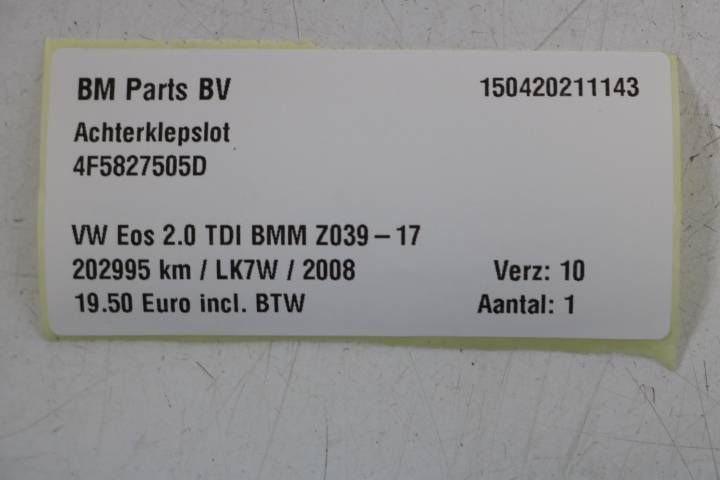 BM Parts BV 150420211143
Achterklepslot
4F5827505D
VW Eos 2.0 TDI BMM Z039 – 17
202995 km / LK7W / 2008 Verz: 10
19.50 Euro incl. BTW Aantal: 1